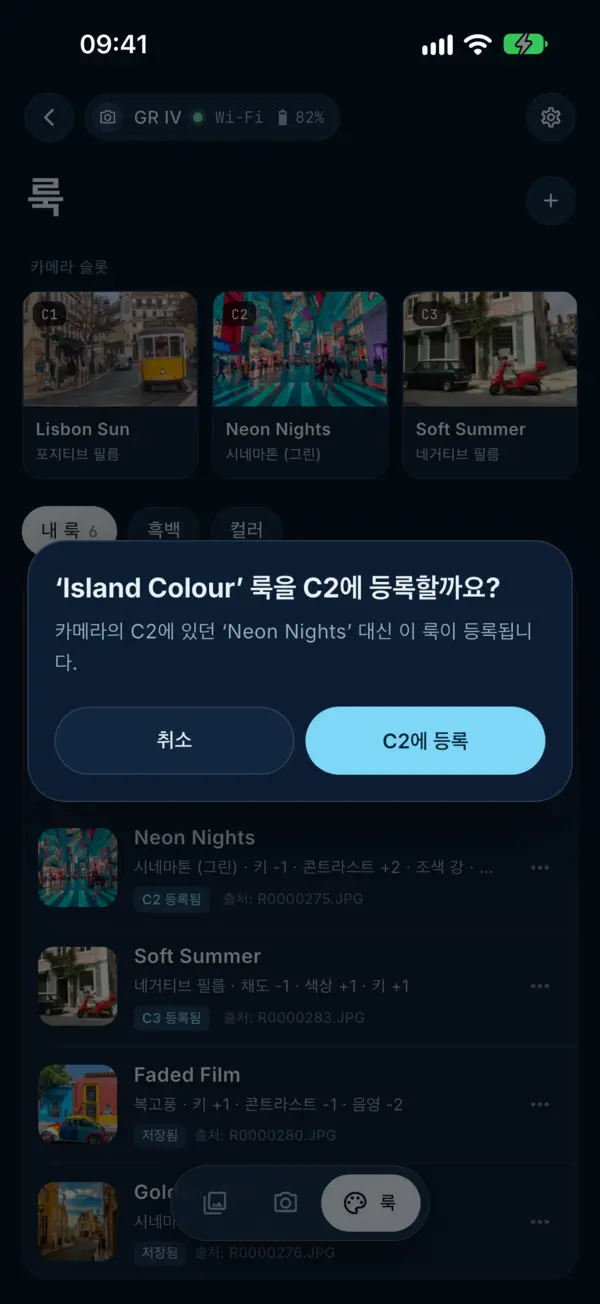 09:41
GR IV Wi-Fi 82%
룩
카메라 슬롯
C1
C2
C3
Lisbon Sun
포지티브 필름
Neon Nights
시네마톤 (그린)
Soft Summer
네거티브 필름
내 룩 6
흑백
컬러
‘Island Colour’ 룩을 C2에 등록할까요?
카메라의 C2에 있던 ‘Neon Nights’ 대신 이 룩이 등록됩니
다.
취소
C2에 등록
Neon Nights
시네마톤 (그린) · 키 -1 · 콘트라스트 +2 · 조색 강 · ...
C2 등록됨 출처: R0000275.JPG
Soft Summer
네거티브 필름 · 채도 -1 · 색상 +1 · 키 +1
C3 등록됨 출처: R0000283.JPG
Faded Film
복고풍 · 키 +1 · 콘트라스트 -1 · 음영 -2
저장됨 출처: R0000280.JPG
Gol
시네마
룩
저장됨 출처: R0000276.JPG